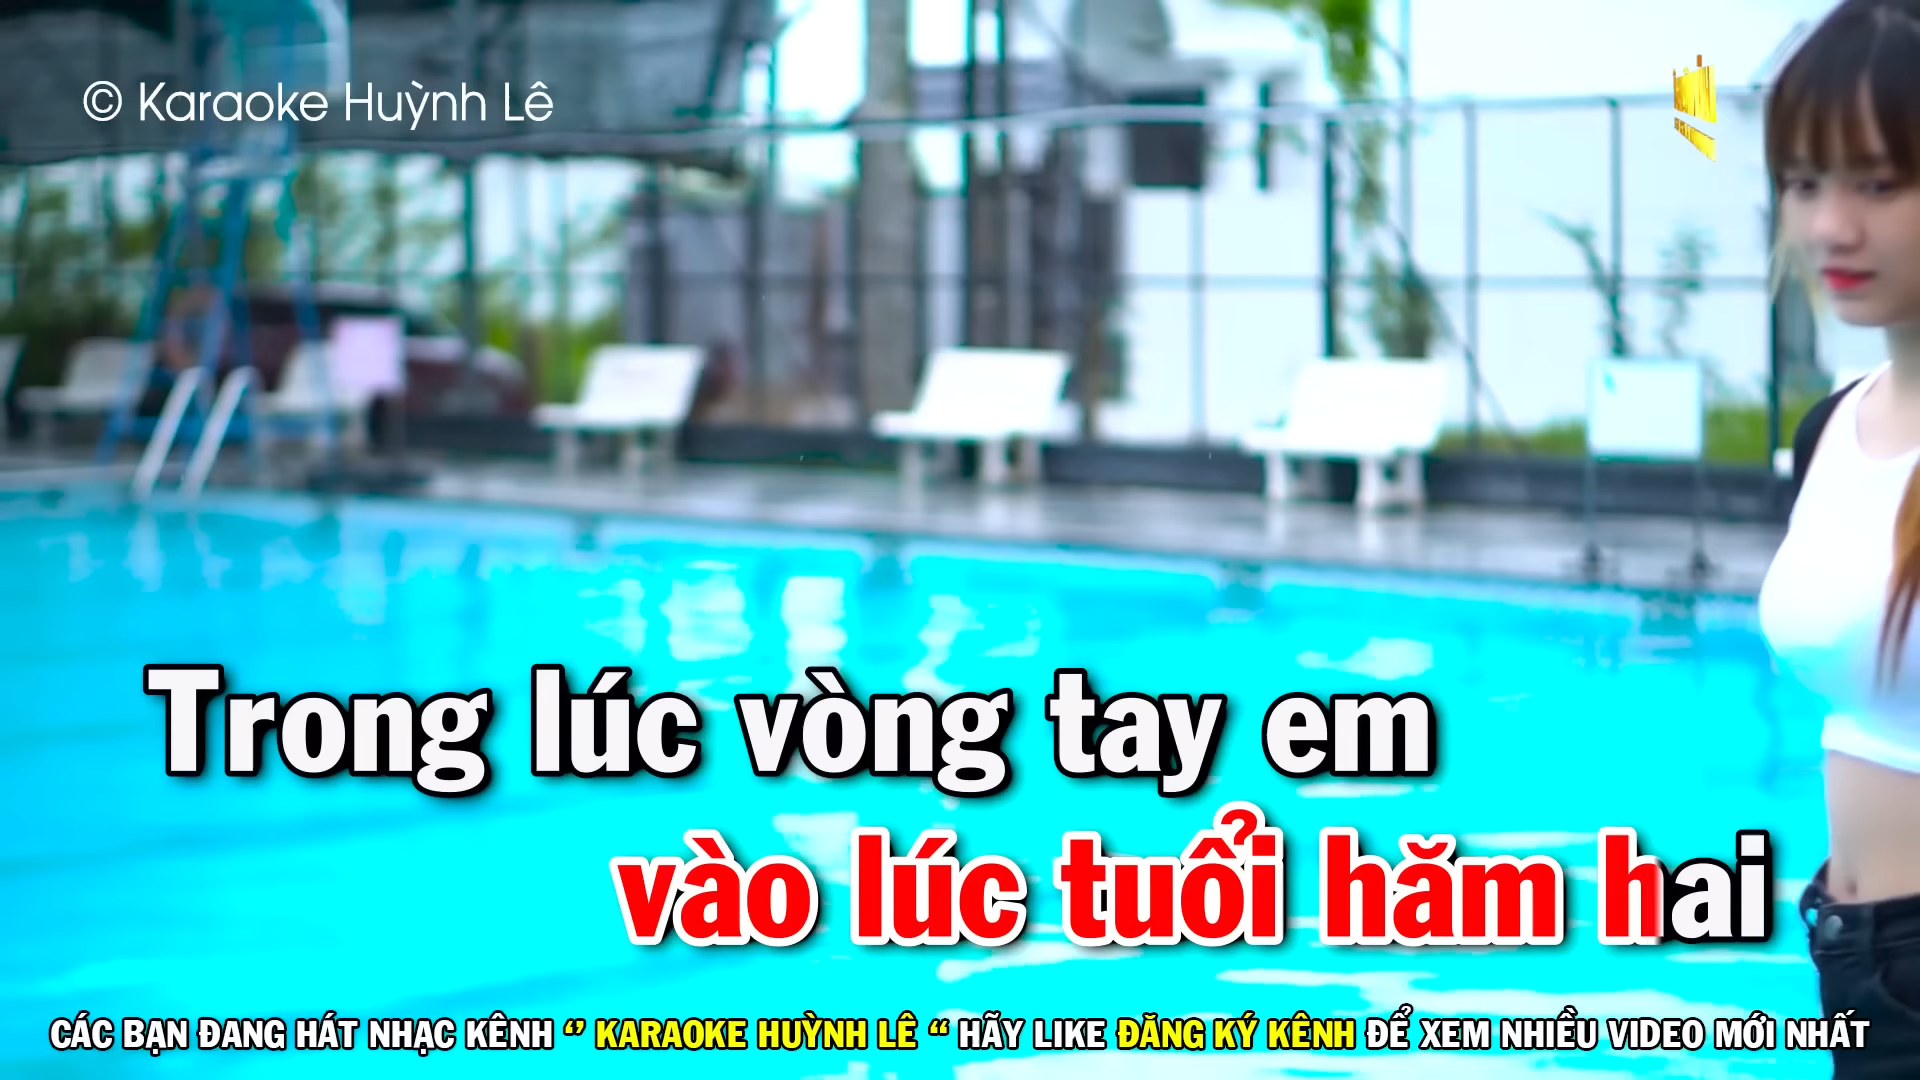 © Karaoke Huỳnh Lê
Trong lúc vòng tay em
vào lúc tuổi hăm hai
CÁC BẠN ĐANG HÁT NHẠC KÊNH ‘’ KARAOKE HUỲNH LÊ “ HÃY LIKE ĐĂNG KÝ KÊNH ĐỂ XEM NHIỀU VIDEO MỚI NHẤT